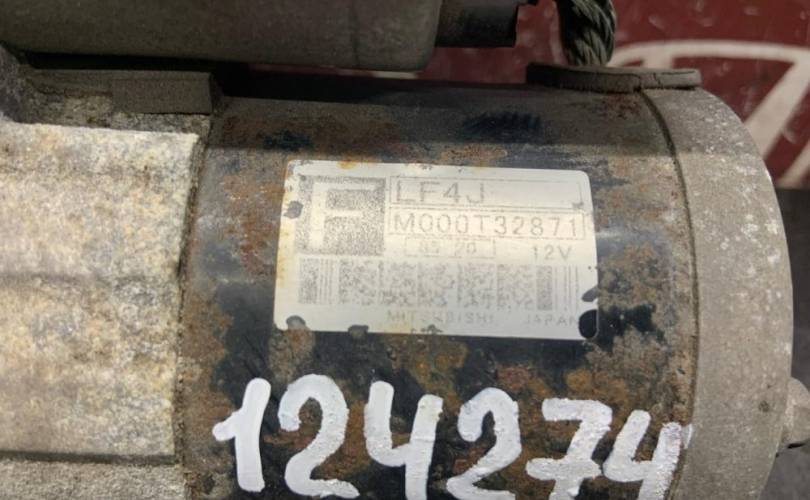 F
LF4J
M000T32871
12V
MITSUBISHI JAPAN
124274